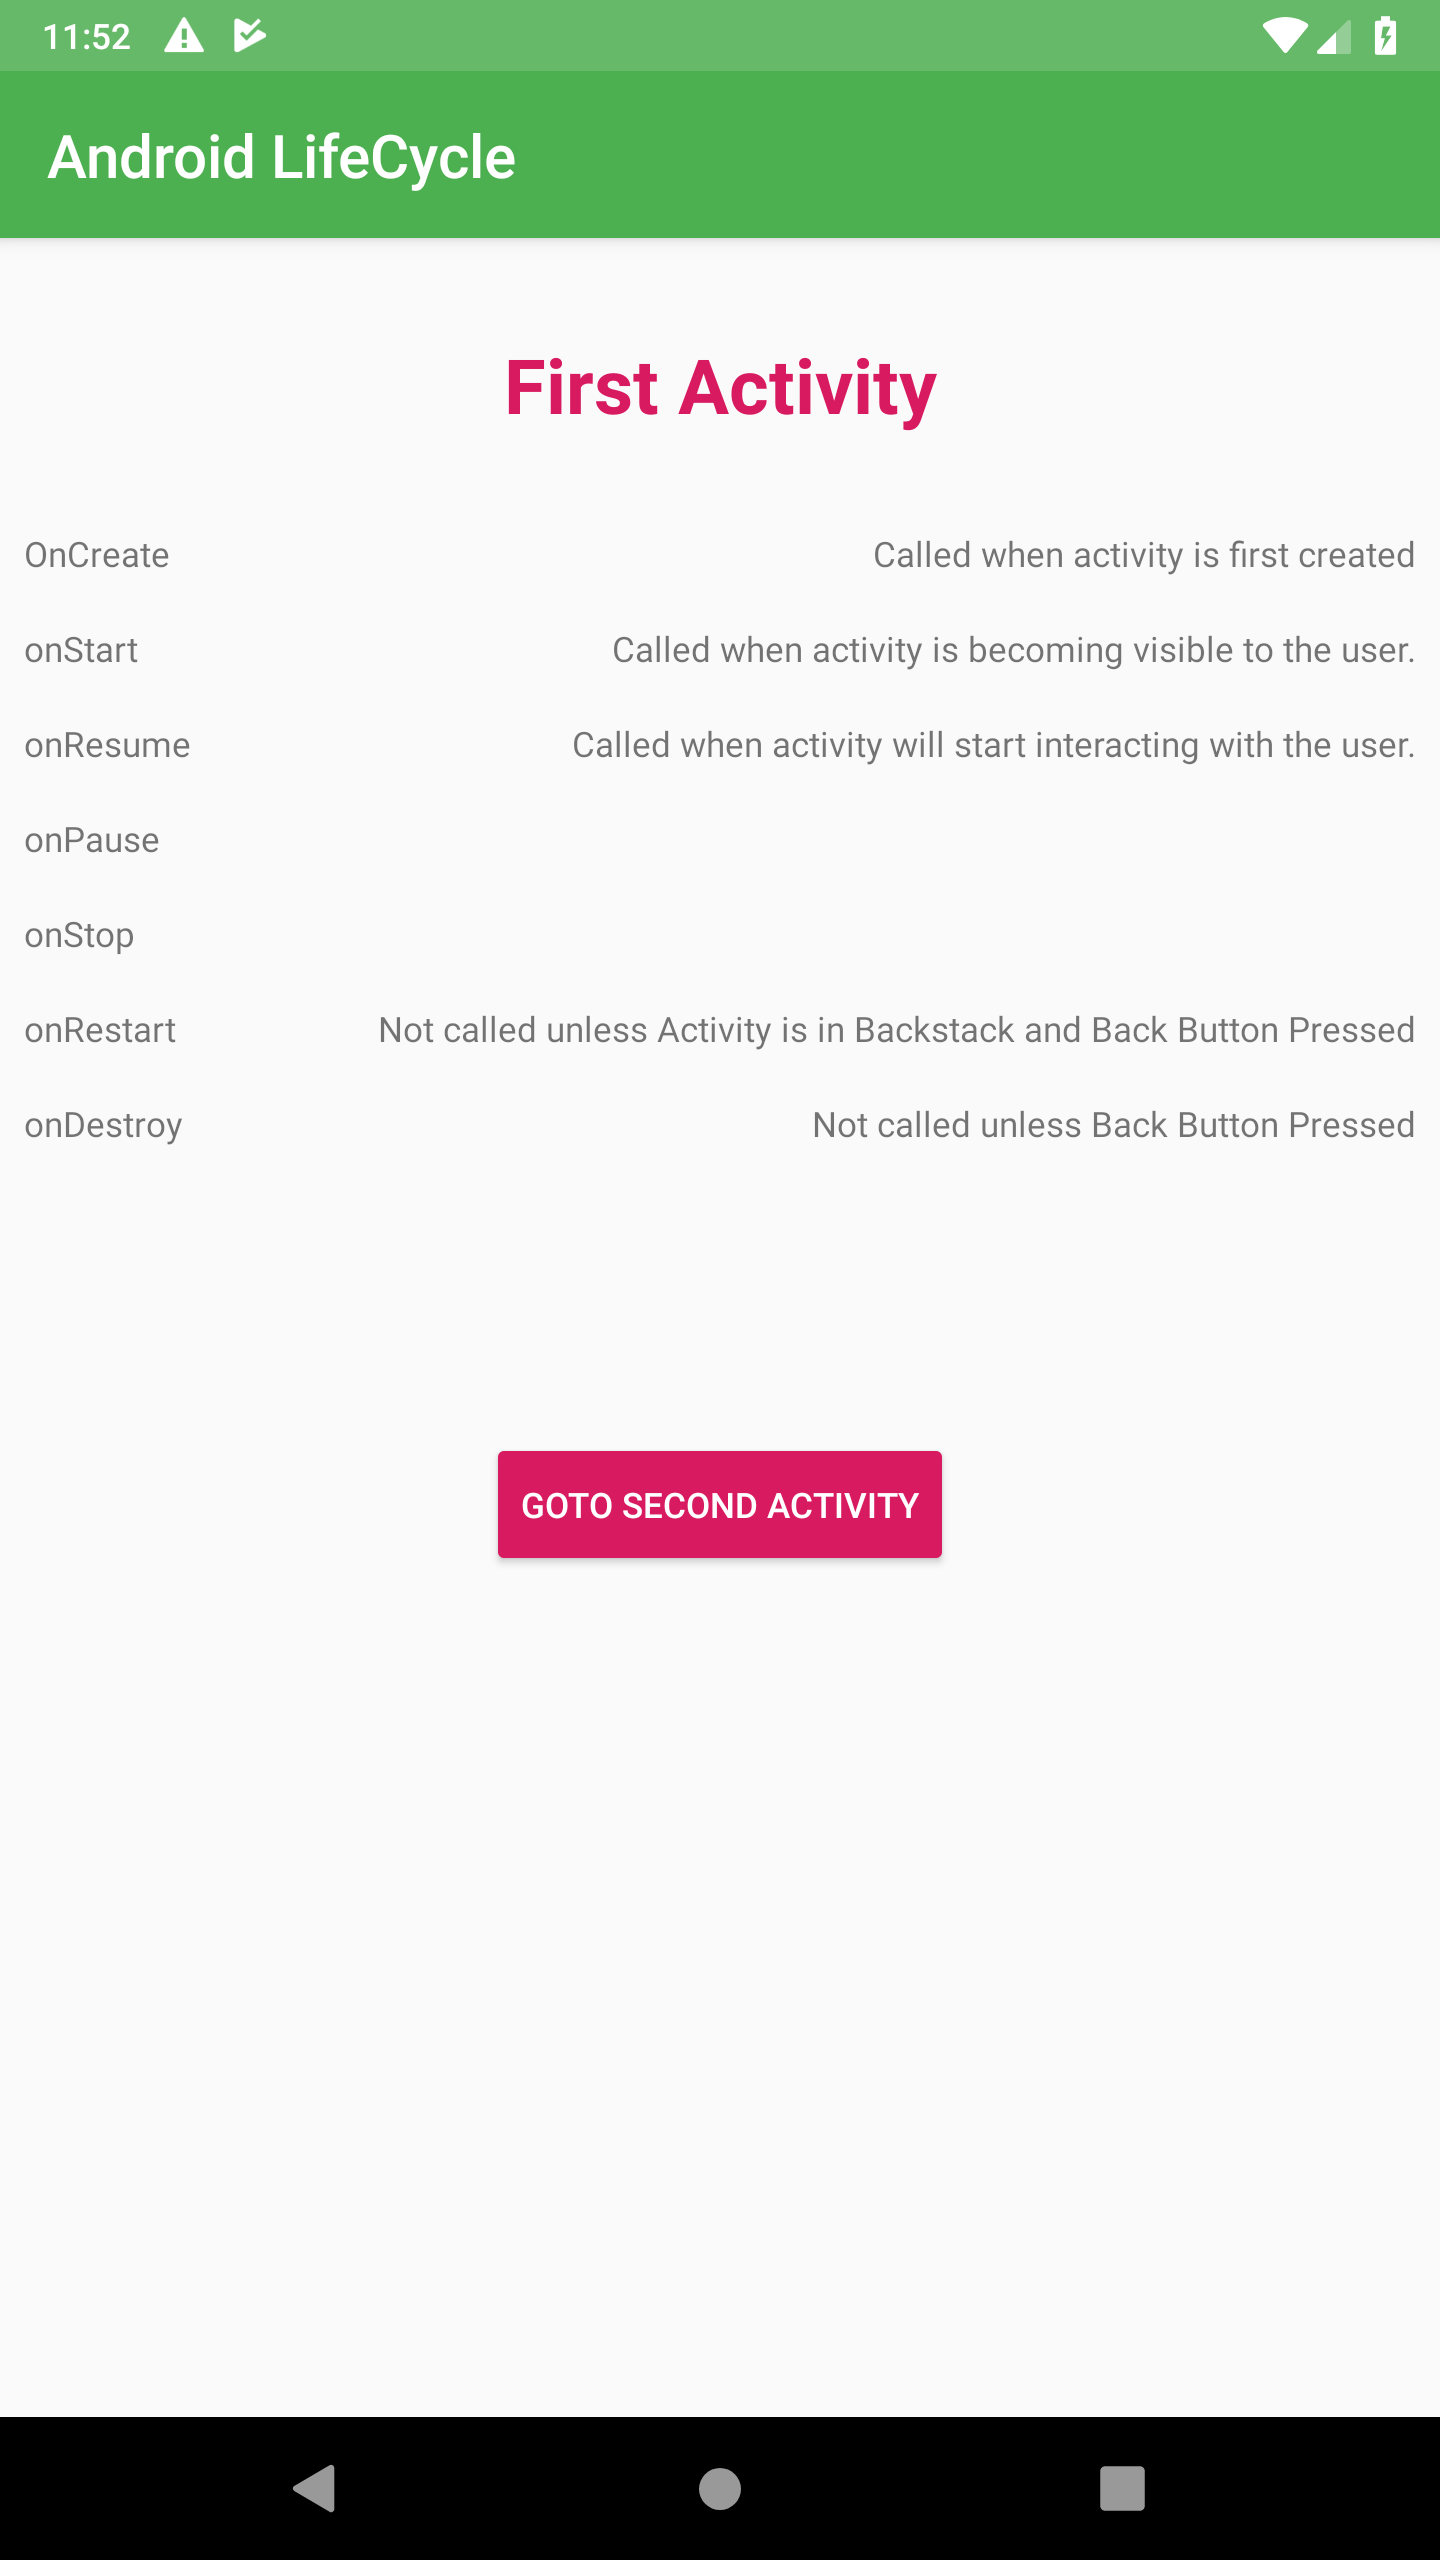 11:52
Android LifeCycle
First Activity
OnCreate Called when activity is first created
onStart Called when activity is becoming visible to the user.
onResume Called when activity will start interacting with the user.
onPause
onStop
onRestart Not called unless Activity is in Backstack and Back Button Pressed
onDestroy Not called unless Back Button Pressed
GOTO SECOND ACTIVITY